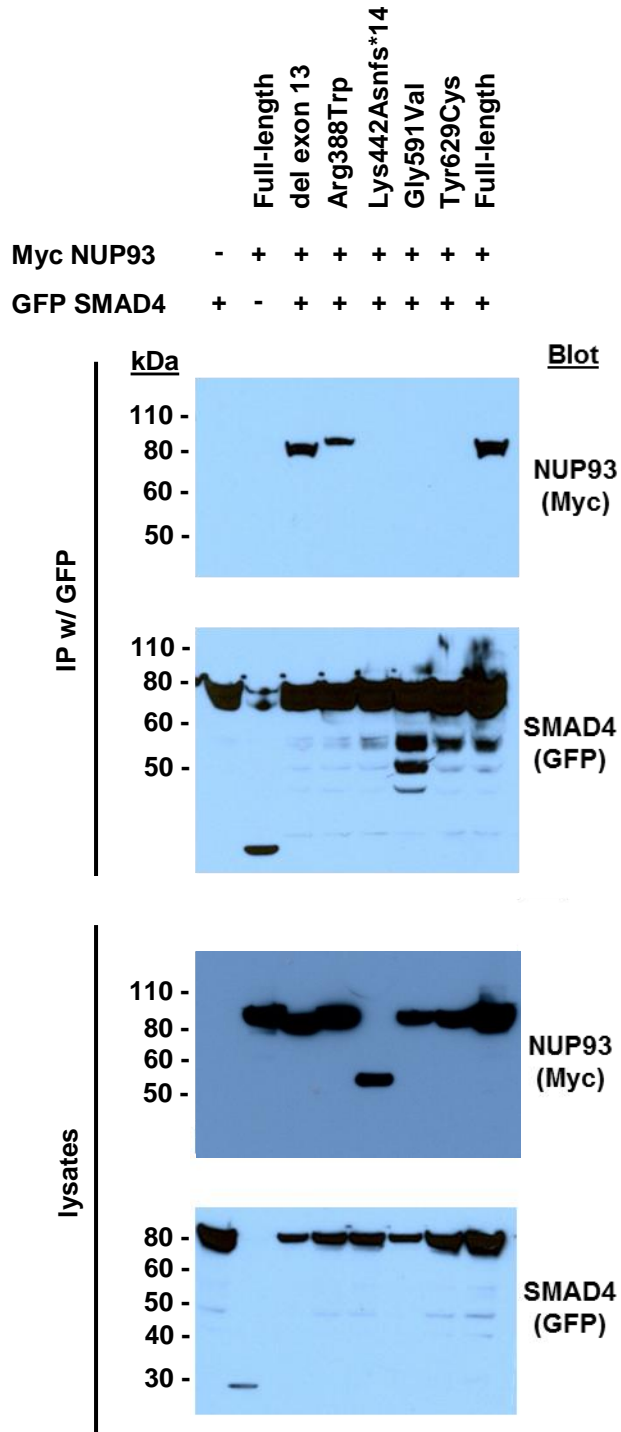 Full-length
del exon 13
Arg388Trp
Lys442Asnfs*14
Gly591Val
Tyr629Cys
Full-length
Myc NUP93 - + + + + + + +
GFP SMAD4 + - + + + + + +
kDa
Blot
IP w/ GFP
110 -
80 -
60 -
50 -
NUP93
(Myc)
110 -
80 -
60 -
50 -
SMAD4
(GFP)
lysates
110 -
80 -
60 -
50 -
NUP93
(Myc)
80 -
60 -
50 -
40 -
30 -
SMAD4
(GFP)